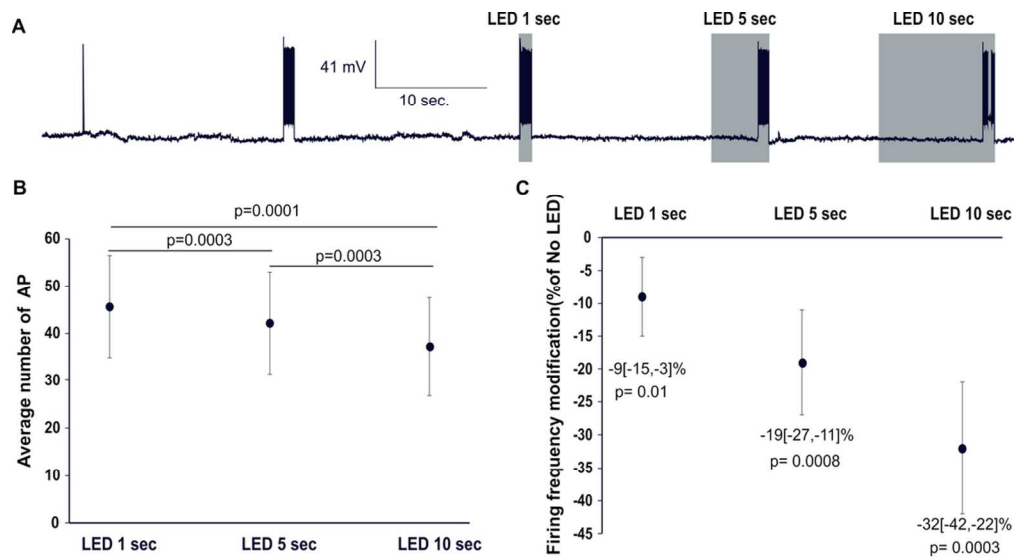 A
LED 1 sec
LED 5 sec
LED 10 sec
41 mV
10 sec.
B
p=0.0001
p=0.0003
p=0.0003
Average number of AP
60
50
40
30
20
10
0
LED 1 sec
LED 5 sec
LED 10 sec
C
LED 1 sec
LED 5 sec
LED 10 sec
Firing frequency modification(%of No LED)
0
-5
-10
-15
-20
-25
-30
-35
-40
-45
-9[-15,-3]%
p= 0.01
-19[-27,-11]%
p= 0.0008
-32[-42,-22]%
p= 0.0003